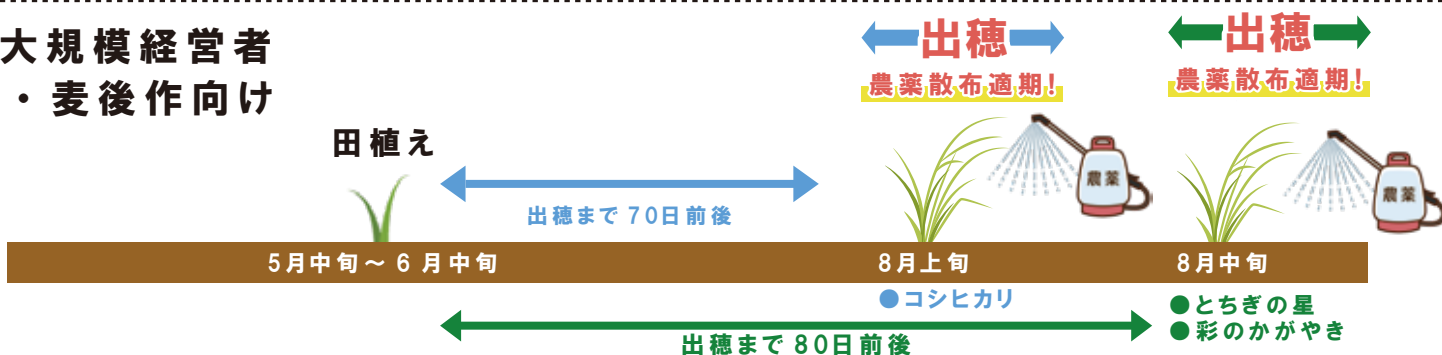 大規模経営者
・麦後作向け
田植え
出穂
農薬散布適期!
出穂
農薬散布適期!
農薬
農薬
出穂まで70日前後
5月中旬~6月中旬
8月上旬
8月中旬
●コシヒカリ
●とちぎの星
●彩のかがやき
出穂まで80日前後